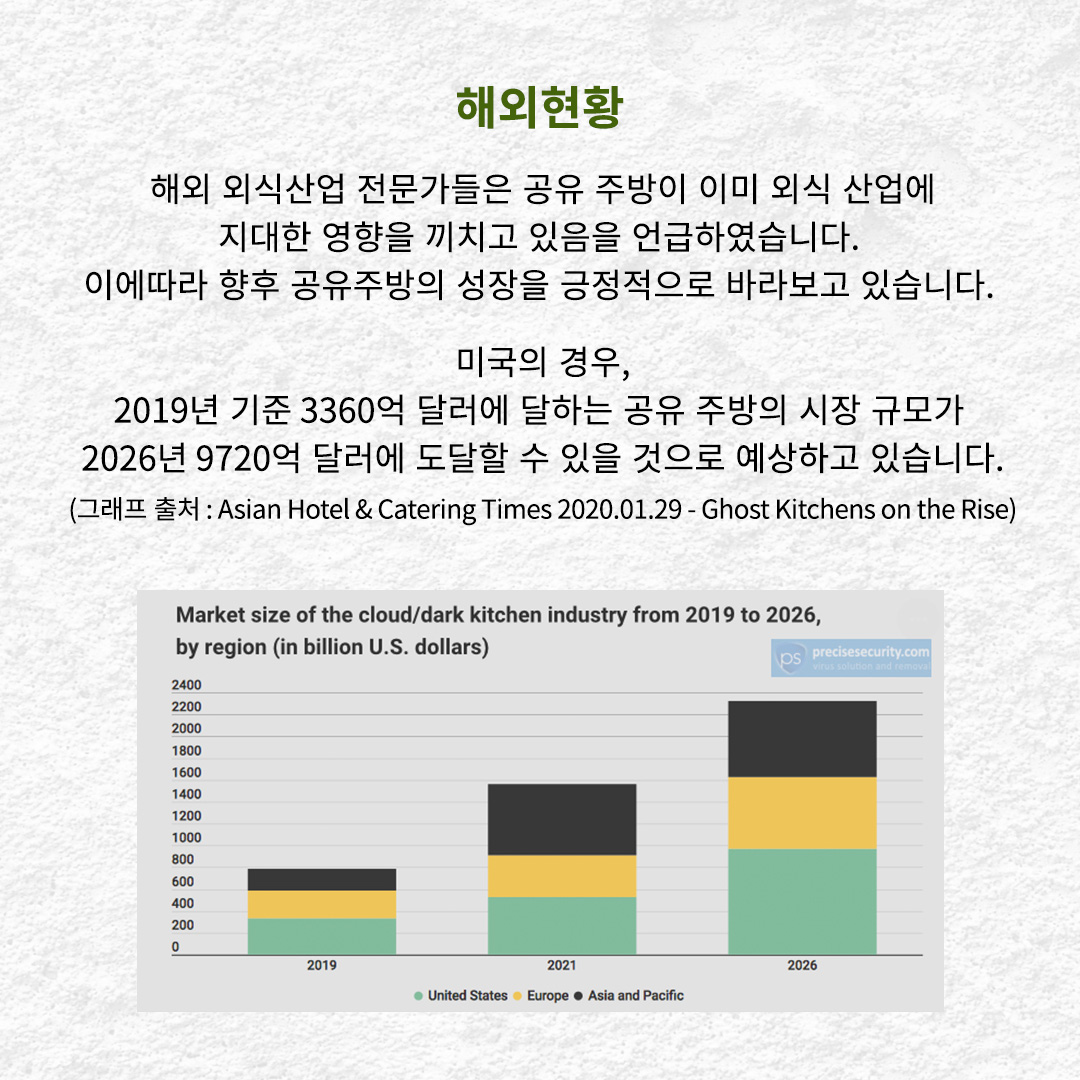 해외현황
해외 외식산업 전문가들은 공유 주방이 이미 외식 산업에
지대한 영향을 끼치고 있음을 언급하였습니다.
이에따라 향후 공유주방의 성장을 긍정적으로 바라보고 있습니다.
미국의 경우,
2019년 기준 3360억 달러에 달하는 공유 주방의 시장 규모가
2026년 9720억 달러에 도달할 수 있을 것으로 예상하고 있습니다.
(그래프 출처 : Asian Hotel & Catering Times 2020.01.29 - Ghost Kitchens on the Rise)
Market size of the cloud/dark kitchen industry from 2019 to 2026,
by region (in billion U.S. dollars)
ps precisesecurity.com
virus solution and removal
2400
2200
2000
1800
1600
1400
1200
1000
800
600
400
200
0
2019 2021 2026
United States Europe Asia and Pacific